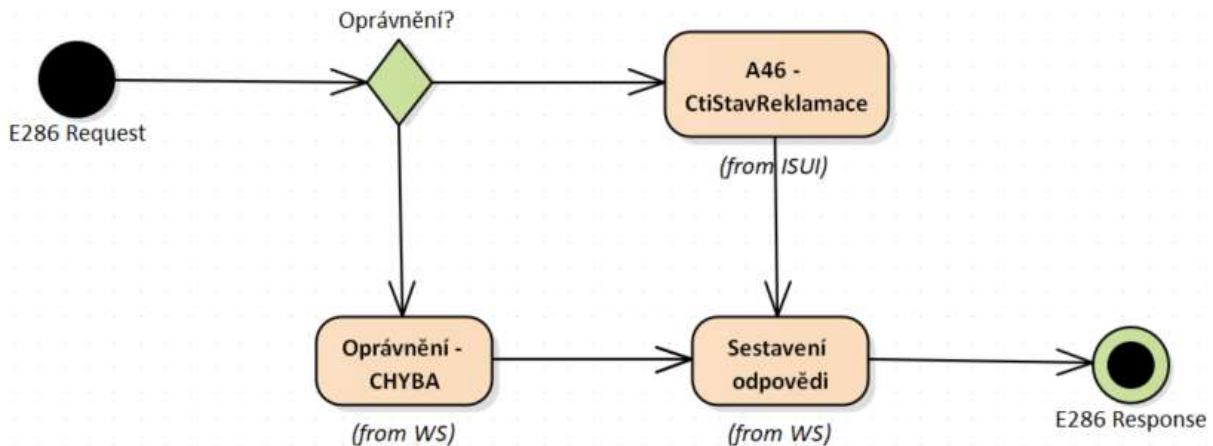 Oprávnění?
E286 Request
A46 -
CtiStavReklamace
(from ISUI)
Oprávnění -
CHYBA
(from WS)
Sestavení
odpovědi
(from WS)
E286 Response